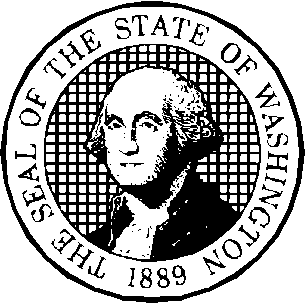 THE SEAL OF THE STATE OF WASHINGTON
1889